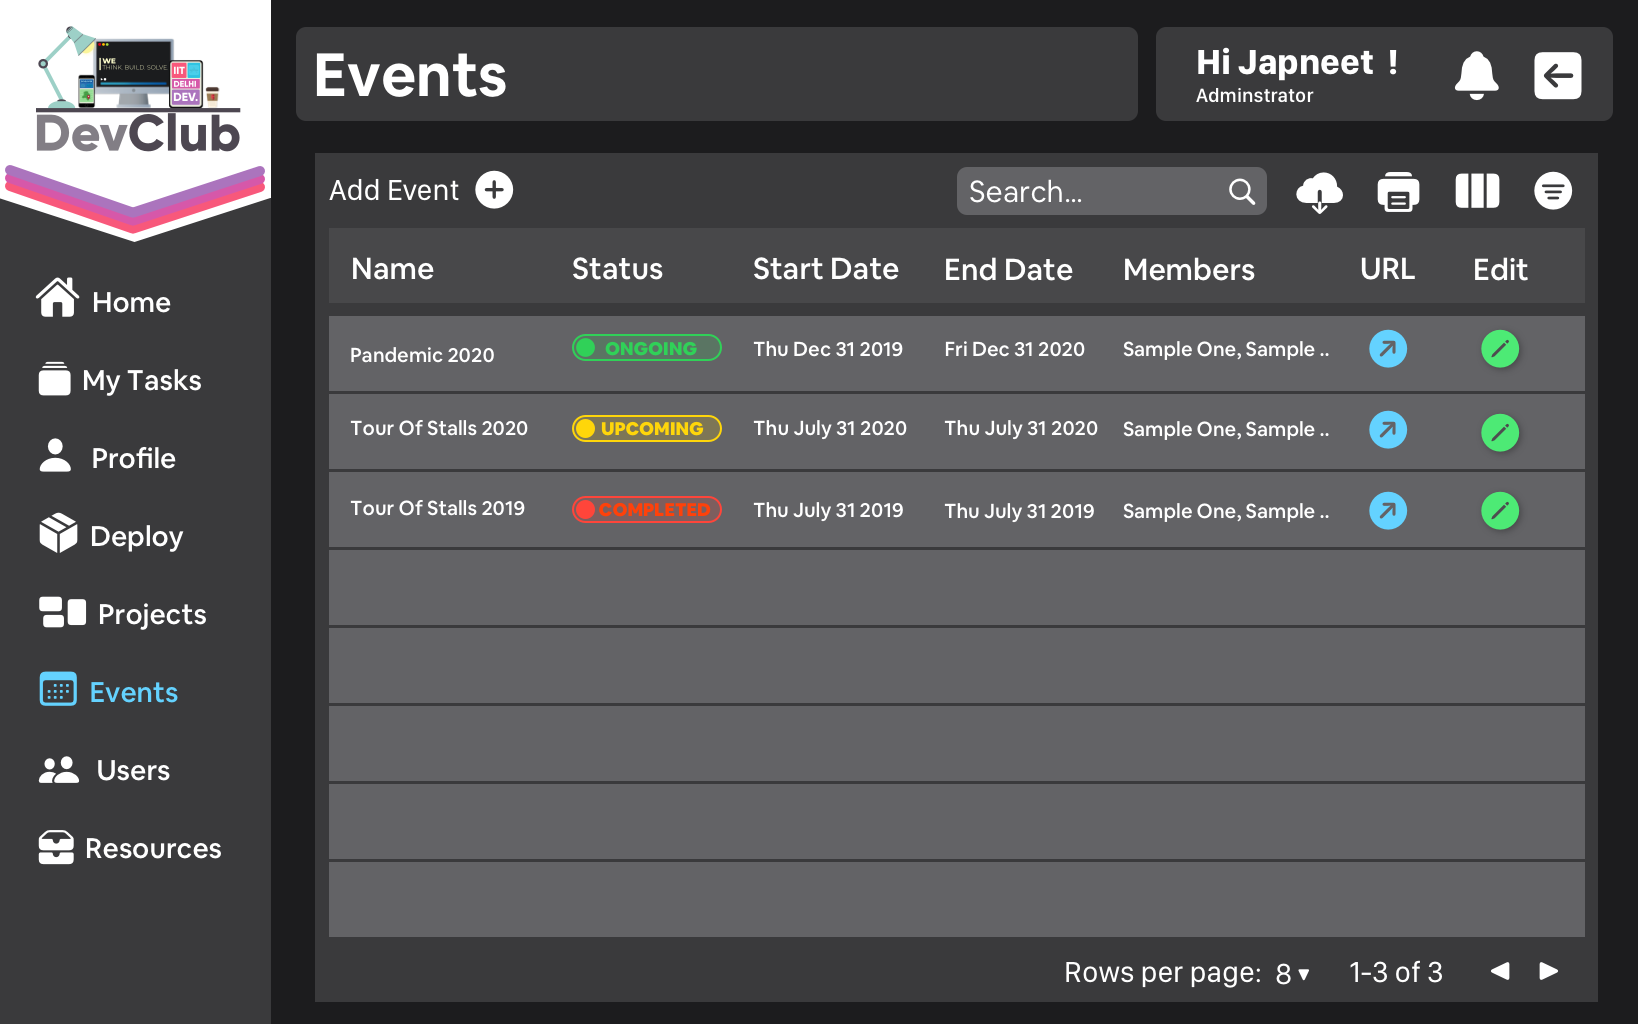 WE
THINK. BUILD. SOLVE
IIT
DELHI
DEV.
DevClub
Home
My Tasks
Profile
Deploy
Projects
Events
Users
Resources
Events
Hi Japneet !
Adminstrator
Add Event
Search...
Name Status Start Date End Date Members URL Edit
Pandemic 2020 ONGOING Thu Dec 31 2019 Fri Dec 31 2020 Sample One, Sample ..
Tour Of Stalls 2020 UPCOMING Thu July 31 2020 Thu July 31 2020 Sample One, Sample ..
Tour Of Stalls 2019 COMPLETED Thu July 31 2019 Thu July 31 2019 Sample One, Sample ..
Rows per page: 8 ▾ 1-3 of 3